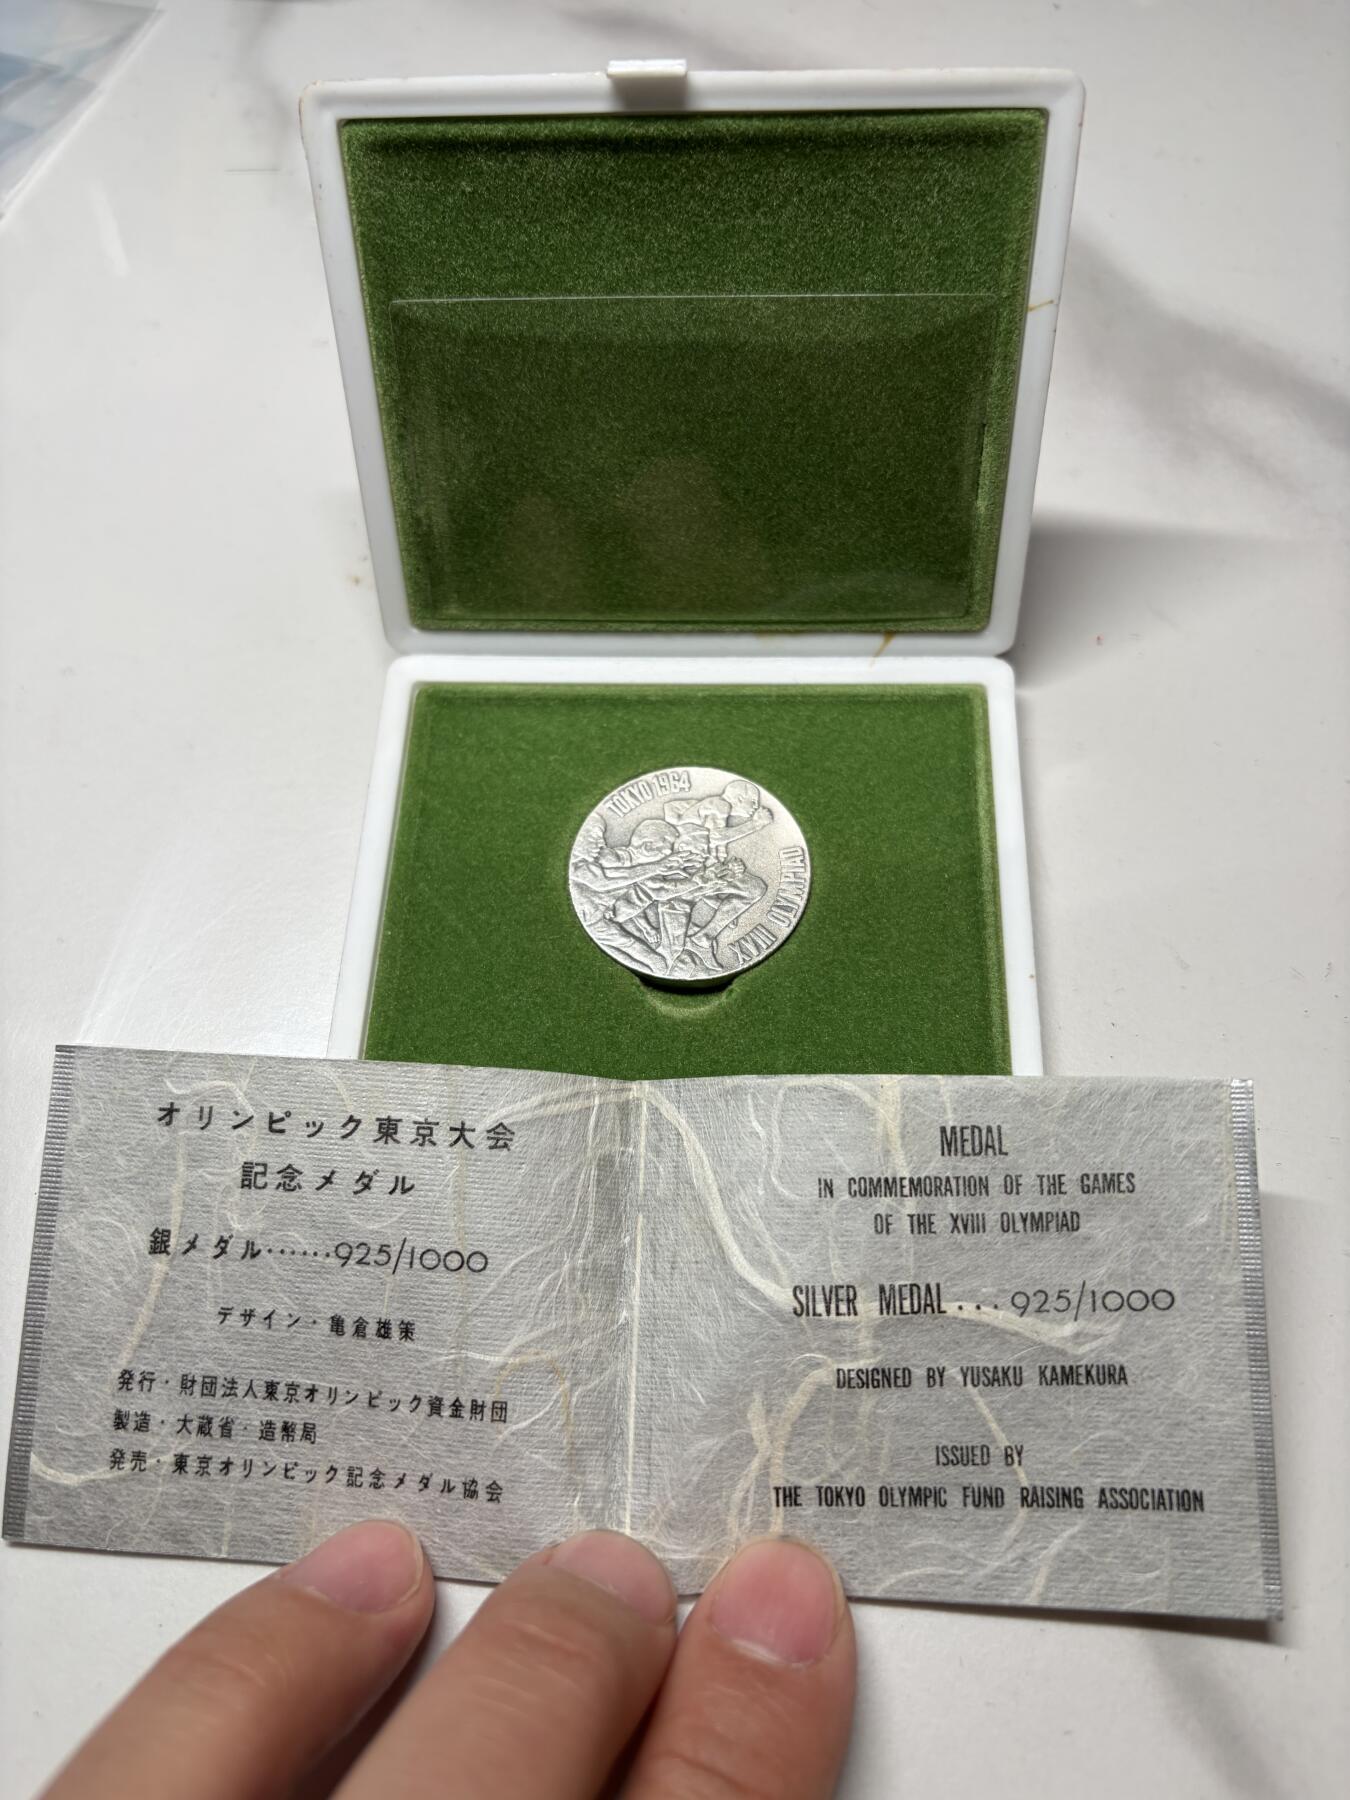 TOKYO 1964
XVIII OLYMPIAD
オリンピック東京大会
記念メダル
銀メダル……925/1000
デザイン・亀倉雄策
発行・財団法人東京オリンピック資金財団
製造・大蔵省・造幣局
発売・東京オリンピック記念メダル協会
MEDAL
IN COMMEMORATION OF THE GAMES
OF THE XVIII OLYMPIAD
SILVER MEDAL...925/1000
DESIGNED BY YUSAKU KAMEKURA
ISSUED BY
THE TOKYO OLYMPIC FUND RAISING ASSOCIATION